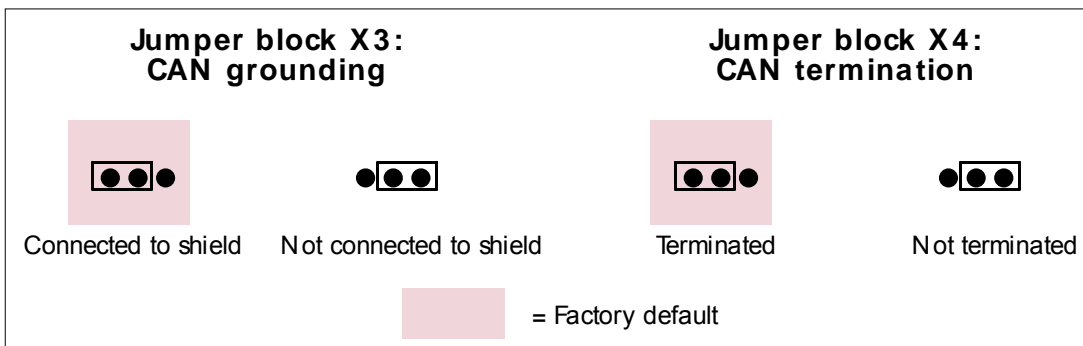 Jumper block X3:
CAN grounding
Jumper block X4:
CAN termination
Connected to shield
Not connected to shield
Terminated
Not terminated
= Factory default